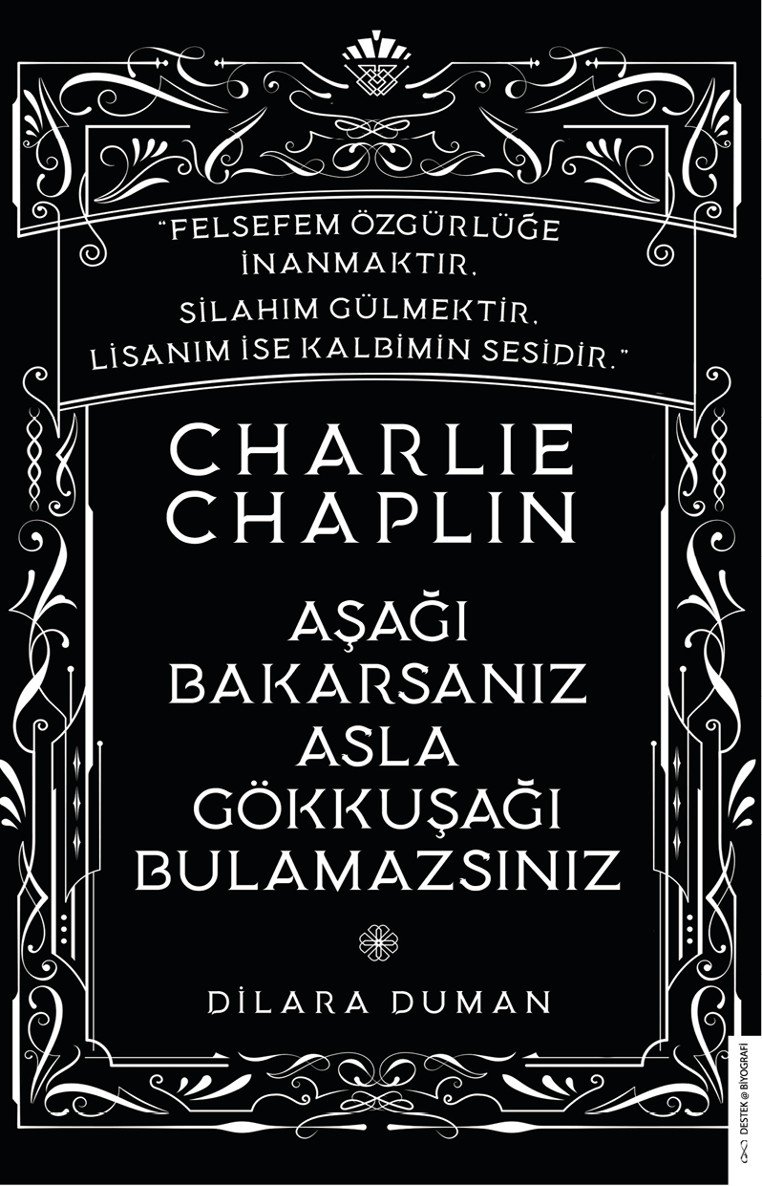 "FELSEFEM ÖZGÜRLÜĞE
İNANMAKTIR,
SİLAHIM GÜLMEKTİR,
LİSANIM İSE KALBİMİN SESİDİR."
CHARLIE
CHAPLIN
AŞAĞI
BAKARSANIZ
ASLA
GÖKKUŞAĞI
BULAMAZSINIZ
DİLARA DUMAN
DESTEK @ BİYOGRAFİ